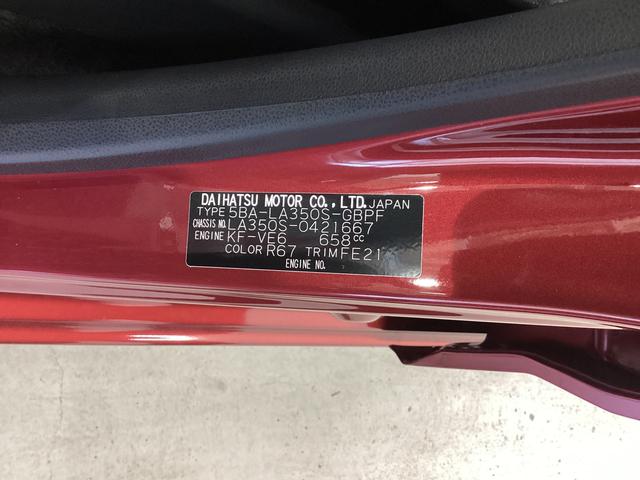 DAIHATSU MOTOR CO.,LTD. JAPAN
TYPE 5BA-LA350S-GBPF
CHASSIS NO. LA350S-0421667
ENGINE KF-VE6 658cc
COLOR R67 TRIM FE21
ENGINE NO.